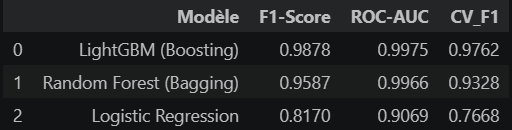 Modèle F1-Score ROC-AUC CV_F1
0 LightGBM (Boosting) 0.9878 0.9975 0.9762
1 Random Forest (Bagging) 0.9587 0.9966 0.9328
2 Logistic Regression 0.8170 0.9069 0.7668